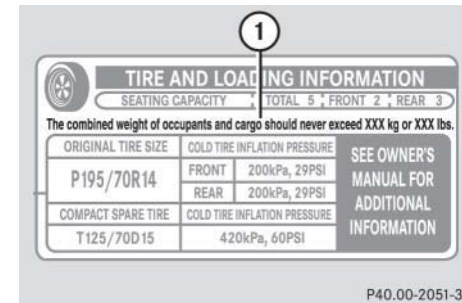 1
TIRE AND LOADING INFORMATION
SEATING CAPACITY TOTAL 5 FRONT 2 REAR 3
The combined weight of occupants and cargo should never exceed XXX kg or XXX lbs.
ORIGINAL TIRE SIZE COLD TIRE INFLATION PRESSURE
P195/70R14
FRONT 200kPa, 29PSI
REAR 200kPa, 29PSI
COMPACT SPARE TIRE COLD TIRE INFLATION PRESSURE
T125/70D15 420kPa, 60PSI
SEE OWNER'S
MANUAL FOR
ADDITIONAL
INFORMATION
P40.00-2051-3